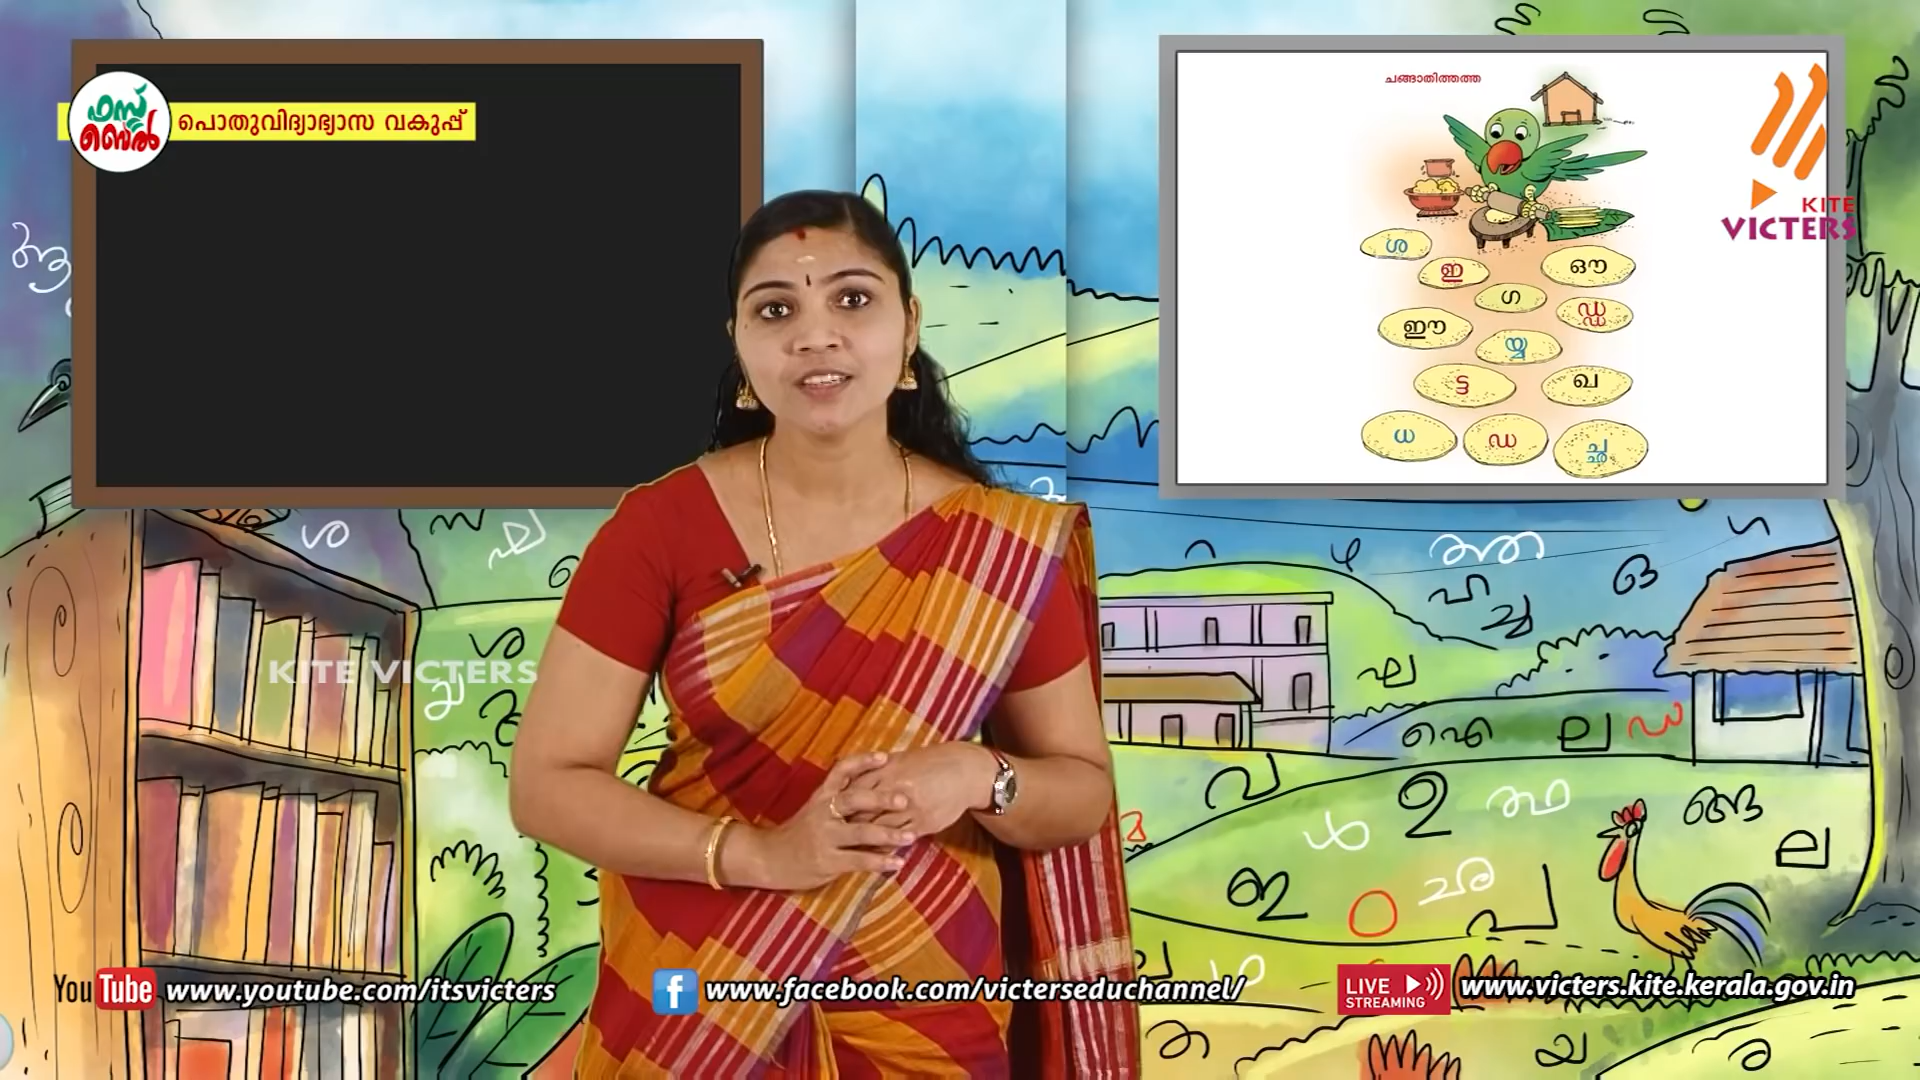 ഫസ്റ്റ്
ബെൽ
പൊതുവിദ്യാഭ്യാസ വകുപ്പ്
ചങ്ങാതിത്തത്ത
KITE
VICTERS
ശ
ഇ
ഔ
ഗ
ഡ്ഡ
ഈ
യ്യ
ട്ട
ഖ
ധ
ഡ
ച്ഛ
ശ
ത്ത
ഹ
ച്ച
ഒ
ശ
KITE VICTERS
ഐ
ല
ഡ
വ
ഉ
ത്ഥ
ങ്ങ
ൾ
ല
ഇ
ം
പ
YouTube www.youtube.com/itsvicters
f www.facebook.com/victerseduchannel/
LIVE STREAMING www.victers.kite.kerala.gov.in
ത
യ
ര